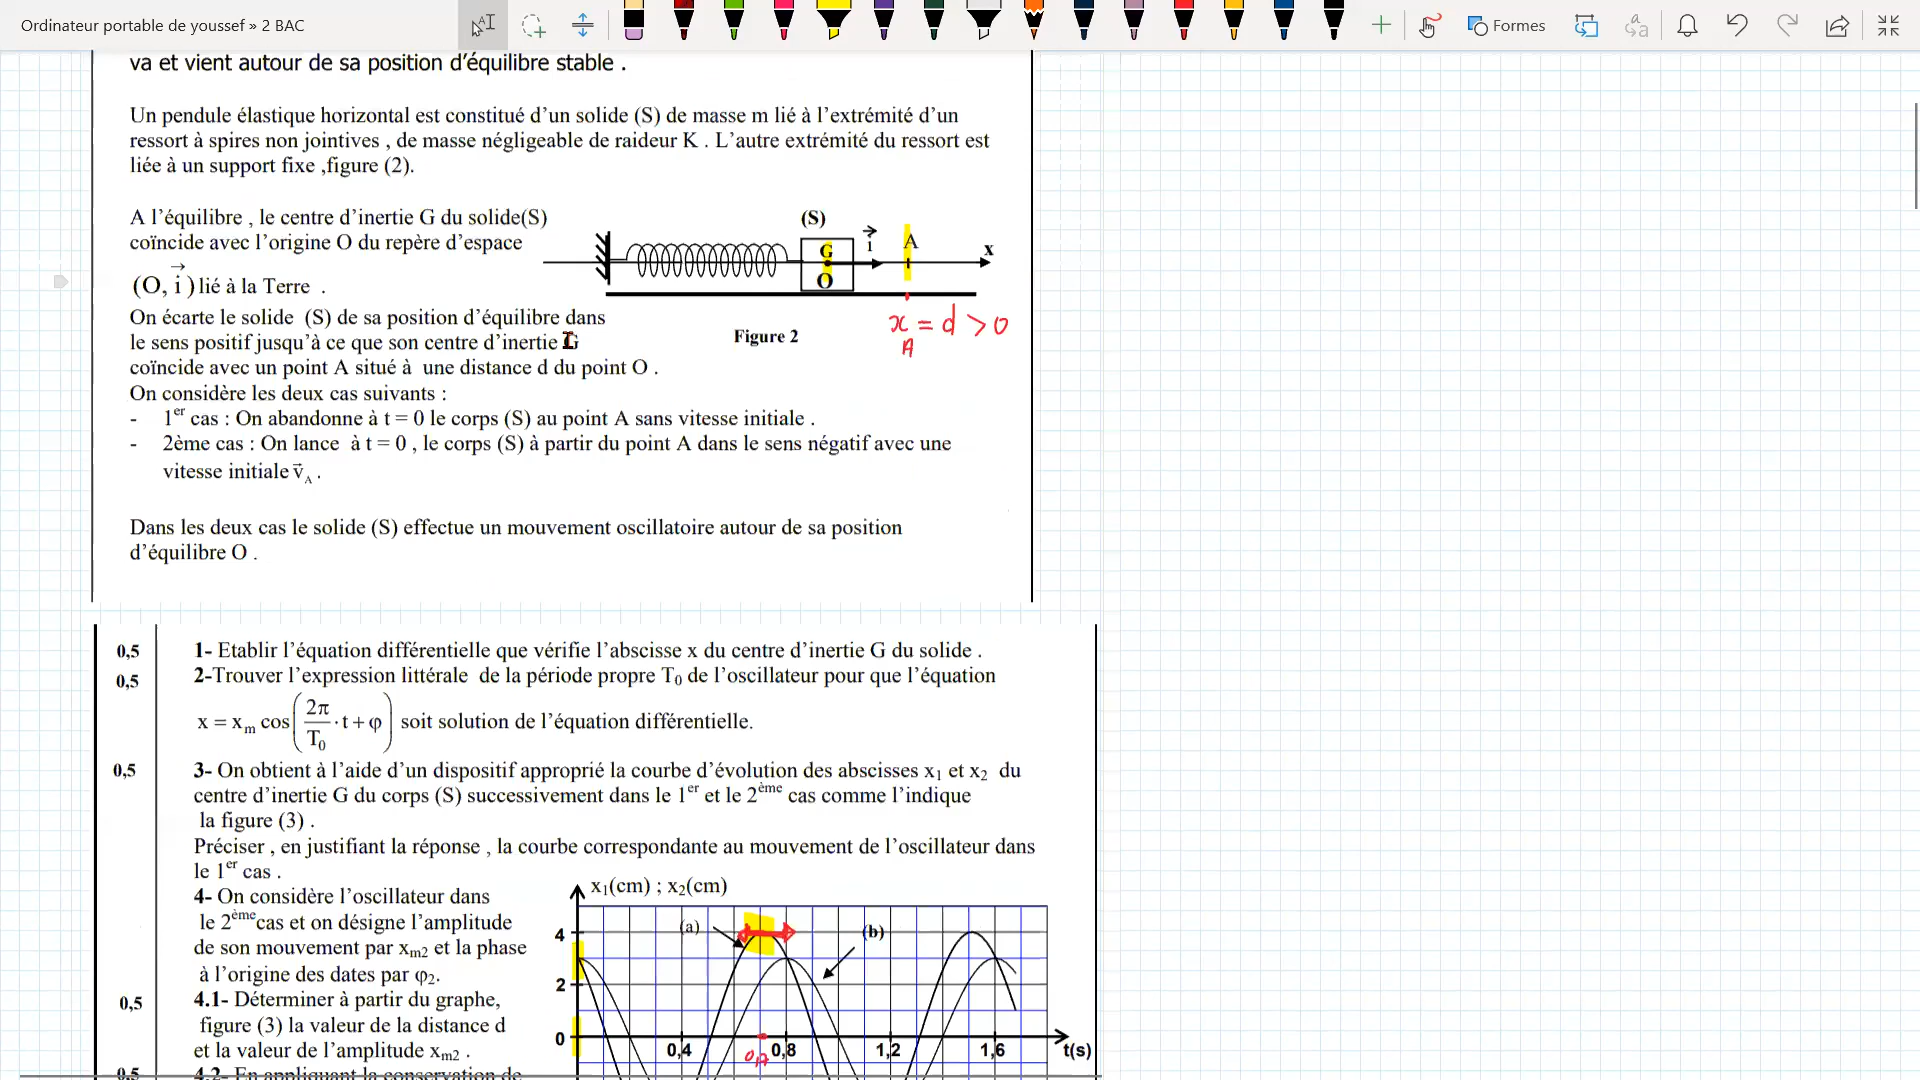 Ordinateur portable de youssef » 2 BAC
Formes
va et vient autour de sa position d'équilibre stable .
Un pendule élastique horizontal est constitué d'un solide (S) de masse m lié à l'extrémité d'un
ressort à spires non jointives , de masse négligeable de raideur K . L'autre extrémité du ressort est
liée à un support fixe ,figure (2).
A l'équilibre , le centre d'inertie G du solide(S)
coïncide avec l'origine O du repère d'espace
(O, i⃗ ) lié à la Terre .
(S)
G
O
i⃗
A
x
x_A = d > 0
Figure 2
On écarte le solide (S) de sa position d'équilibre dans
le sens positif jusqu'à ce que son centre d'inertie G
coïncide avec un point A situé à une distance d du point O .
On considère les deux cas suivants :
- 1er cas : On abandonne à t = 0 le corps (S) au point A sans vitesse initiale .
- 2ème cas : On lance à t = 0 , le corps (S) à partir du point A dans le sens négatif avec une
vitesse initiale v⃗A .
Dans les deux cas le solide (S) effectue un mouvement oscillatoire autour de sa position
d'équilibre O .
0,5 1- Etablir l'équation différentielle que vérifie l'abscisse x du centre d'inertie G du solide .
0,5 2-Trouver l'expression littérale de la période propre T0 de l'oscillateur pour que l'équation
x = xm cos(2π/T0 · t + φ) soit solution de l'équation différentielle.
0,5 3- On obtient à l'aide d'un dispositif approprié la courbe d'évolution des abscisses x1 et x2 du
centre d'inertie G du corps (S) successivement dans le 1er et le 2ème cas comme l'indique
la figure (3) .
Préciser , en justifiant la réponse , la courbe correspondante au mouvement de l'oscillateur dans
le 1er cas .
4- On considère l'oscillateur dans
le 2ème cas et on désigne l'amplitude
de son mouvement par xm2 et la phase
à l'origine des dates par φ2.
0,5 4.1- Déterminer à partir du graphe,
figure (3) la valeur de la distance d
et la valeur de l'amplitude xm2 .
0,5 4.2- En appliquant la conservation de
x1(cm) ; x2(cm)
(a)
(b)
4
2
0
0,4
0,7
0,8
1,2
1,6
t(s)